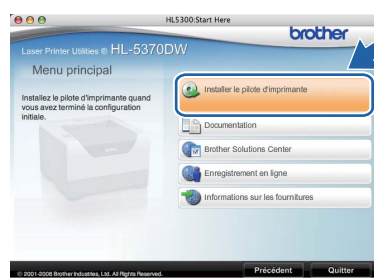 HL5300:Start Here
brother
Laser Printer Utilities ® HL-5370DW
Menu principal
Installez le pilote d'imprimante quand
vous avez terminé la configuration
initiale.
Installer le pilote d'imprimante
Documentation
Brother Solutions Center
Enregistrement en ligne
Informations sur les fournitures
© 2001-2008 Brother Industries, Ltd. All Rights Reserved.
Précédent
Quitter